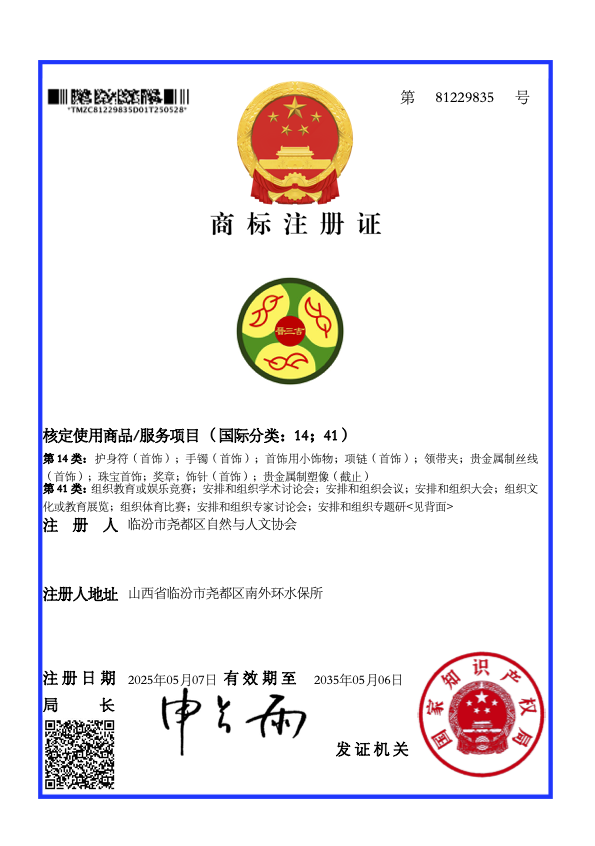 第 81229835 号
*TMZC81229835D01T250528*
商标注册证
晋三吉
核定使用商品/服务项目（国际分类：14；41）
第14类：护身符（首饰）；手镯（首饰）；首饰用小饰物；项链（首饰）；领带夹；贵金属制丝线
（首饰）；珠宝首饰；奖章；饰针（首饰）；贵金属制塑像（截止）
第41类：组织教育或娱乐竞赛；安排和组织学术讨论会；安排和组织会议；安排和组织大会；组织文
化或教育展览；组织体育比赛；安排和组织专家讨论会；安排和组织专题研<见背面>
注册人 临汾市尧都区自然与人文协会
注册人地址 山西省临汾市尧都区南外环水保所
注册日期 2025年05月07日 有效期至 2035年05月06日
局长 申长雨
发证机关
国家知识产权局